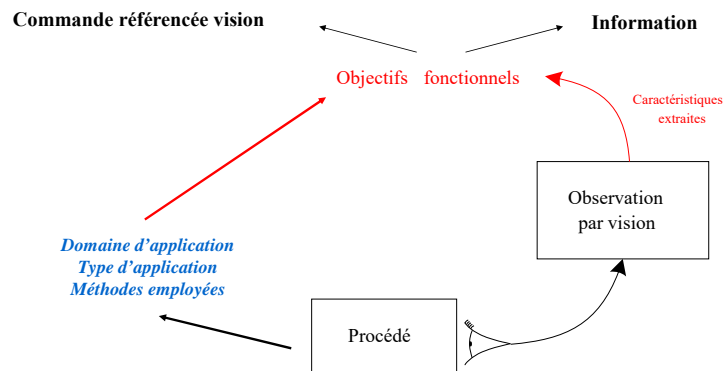 Commande référencée vision
Information
Objectifs fonctionnels
Caractéristiques
extraites
Observation
par vision
Domaine d'application
Type d'application
Méthodes employées
Procédé